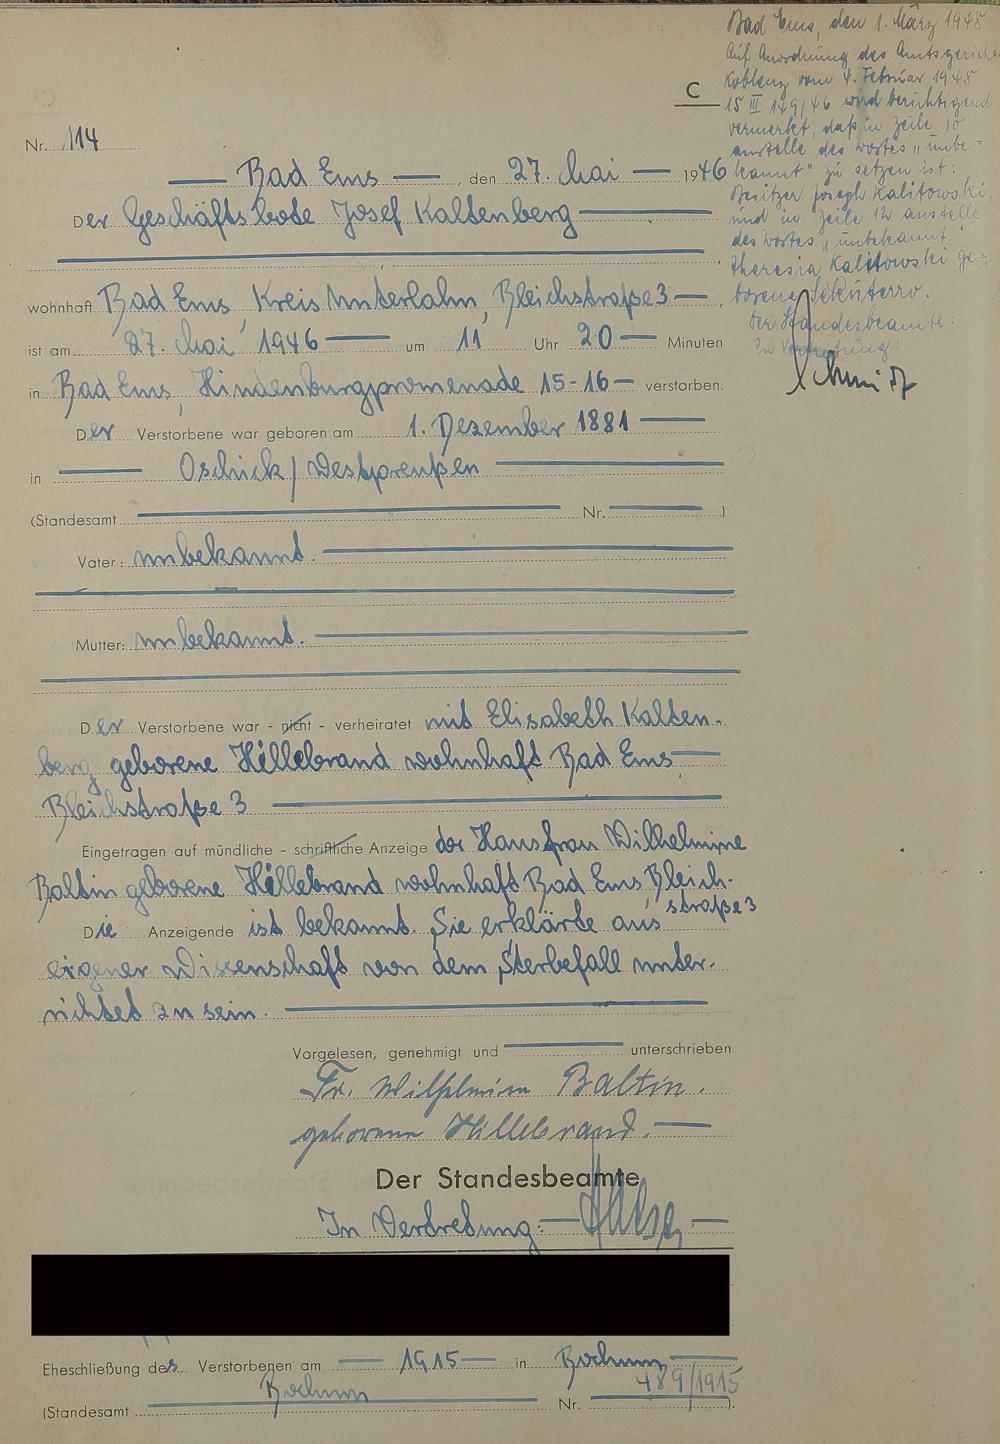 Bad Ems, den 1. März 1948
Auf Anordnung des Amtsgericht
Koblenz vom 4. Februar 1948
15 III 149/46 wird berichtigend
vermerkt, daß in Zeile 10
anstelle des Wortes „unbe-
kannt" zu setzen ist:
Besitzer Joseph Kalitowski,
und in Zeile 12 anstelle
des Wortes „unbekannt"
Theresia Kalitowski ge-
borene
Der Standesbeamte:
In Vertretung:
Schmidt
C
Nr. 114
Bad Ems, den 27. Mai 1946
Der Geschäftsbote Josef Kaltenberg
wohnhaft Bad Ems, Kreis Unterlahn, Bleichstraße 3
ist am 27. Mai 1946 um 11 Uhr 20 Minuten
in Bad Ems, Hindenburgpromenade 15-16 verstorben.
Der Verstorbene war geboren am 1. Dezember 1881
in Oschick/Westpreußen
(Standesamt Nr. )
Vater: unbekannt.
Mutter: unbekannt.
Der Verstorbene war - nicht - verheiratet mit Elisabeth Kalten-
berg geborene Hillebrand wohnhaft Bad Ems
Bleichstraße 3
Eingetragen auf mündliche - schriftliche Anzeige der Hausfrau Wilhelmine
Baltin geborene Hillebrand wohnhaft Bad Ems, Bleich-
straße 3
Die Anzeigende ist bekannt. Sie erklärte aus
eigener Wissenschaft von dem Sterbefall unter-
richtet zu sein.
Vorgelesen, genehmigt und unterschrieben
Fr. Wilhelmine Baltin.
geborene Hillebrand.
Der Standesbeamte
In Vertretung:
Eheschließung des Verstorbenen am 1915 in Bochum
(Standesamt Bochum Nr. 489/1915).